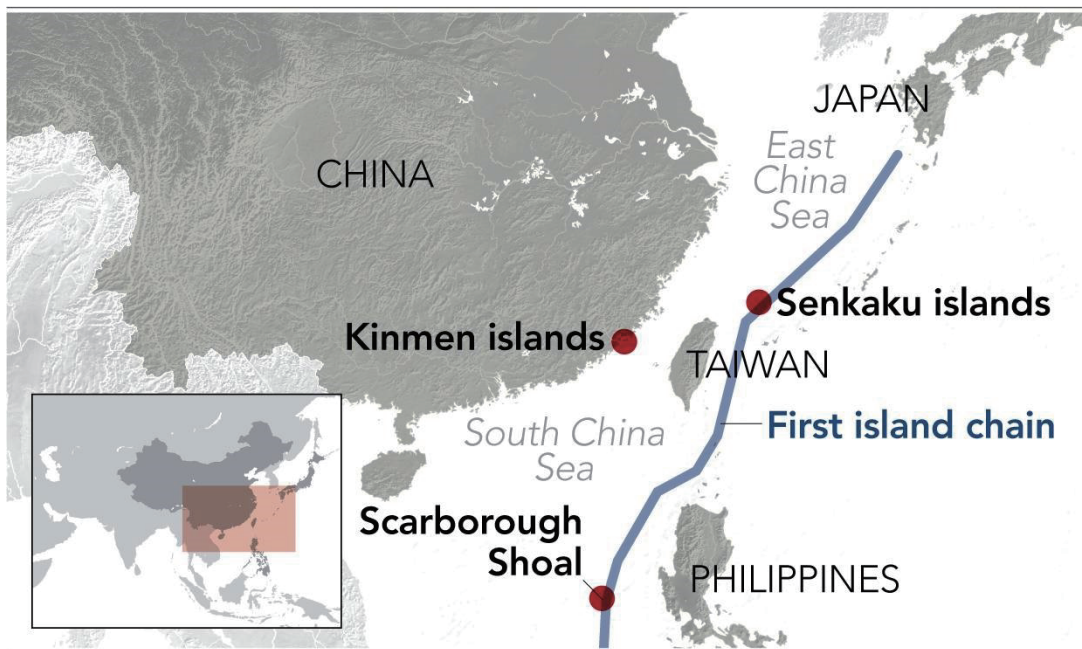 JAPAN
East
China
Sea
CHINA
Senkaku islands
Kinmen islands
TAIWAN
First island chain
South China
Sea
Scarborough
Shoal
PHILIPPINES